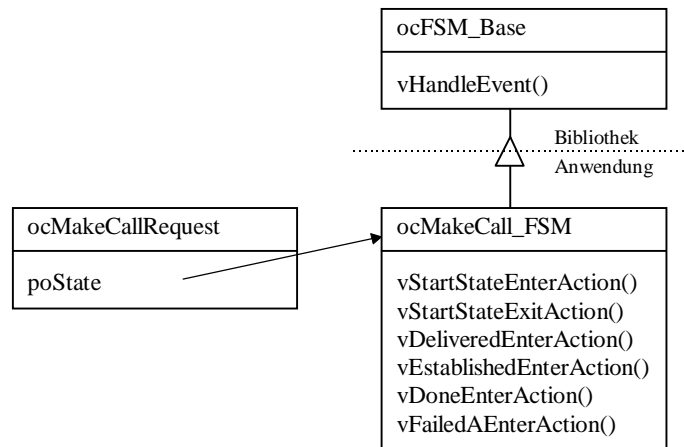 ocFSM_Base
vHandleEvent()
Bibliothek
Anwendung
ocMakeCallRequest
poState
ocMakeCall_FSM
vStartStateEnterAction()
vStartStateExitAction()
vDeliveredEnterAction()
vEstablishedEnterAction()
vDoneEnterAction()
vFailedAEnterAction()